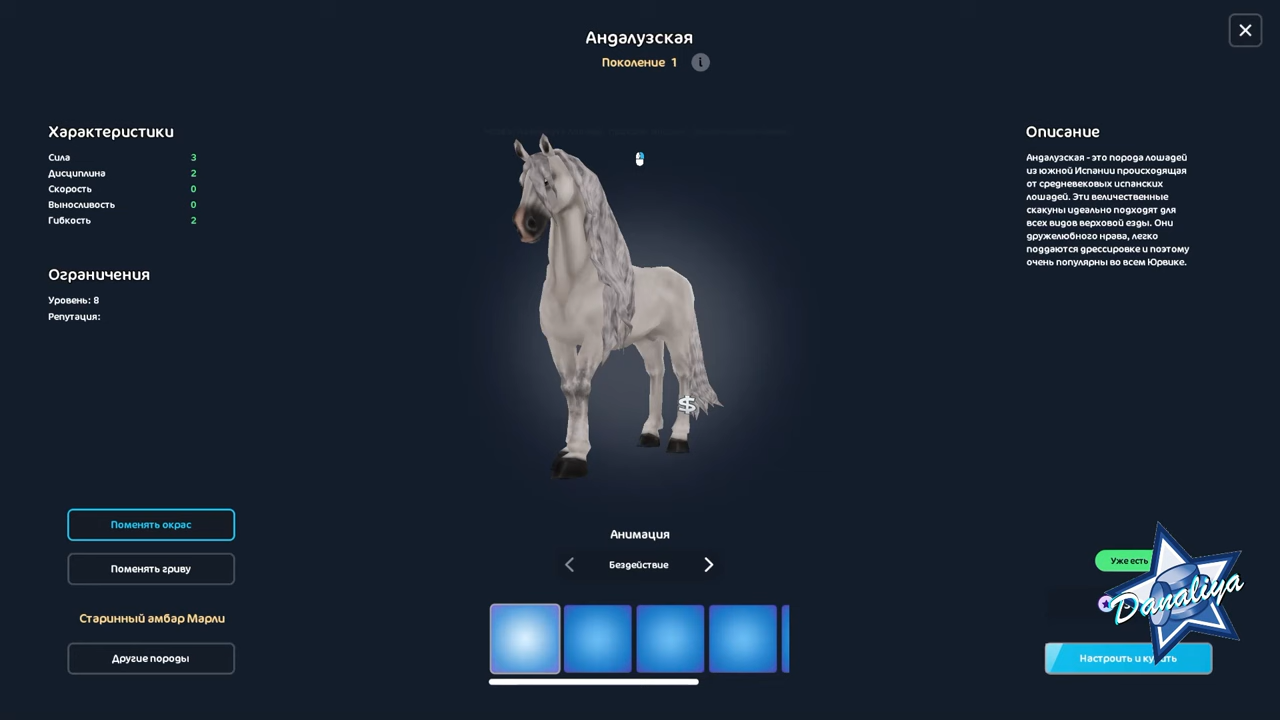 Андалузская
Поколение 1
i
Характеристики
Сила 3
Дисциплина 2
Скорость 0
Выносливость 0
Гибкость 2
Ограничения
Уровень: 8
Репутация:
Описание
Андалузская - это порода лошадей
из южной Испании происходящая
от средневековых испанских
лошадей. Эти величественные
скакуны идеально подходят для
всех видов верховой езды. Они
дружелюбного нрава, легко
поддаются дрессировке и поэтому
очень популярны во всем Юрвике.
$
Поменять окрас
Поменять гриву
Старинный амбар Марли
Другие породы
Анимация
Бездействие
Уже есть
Danaliya
Настроить и купить